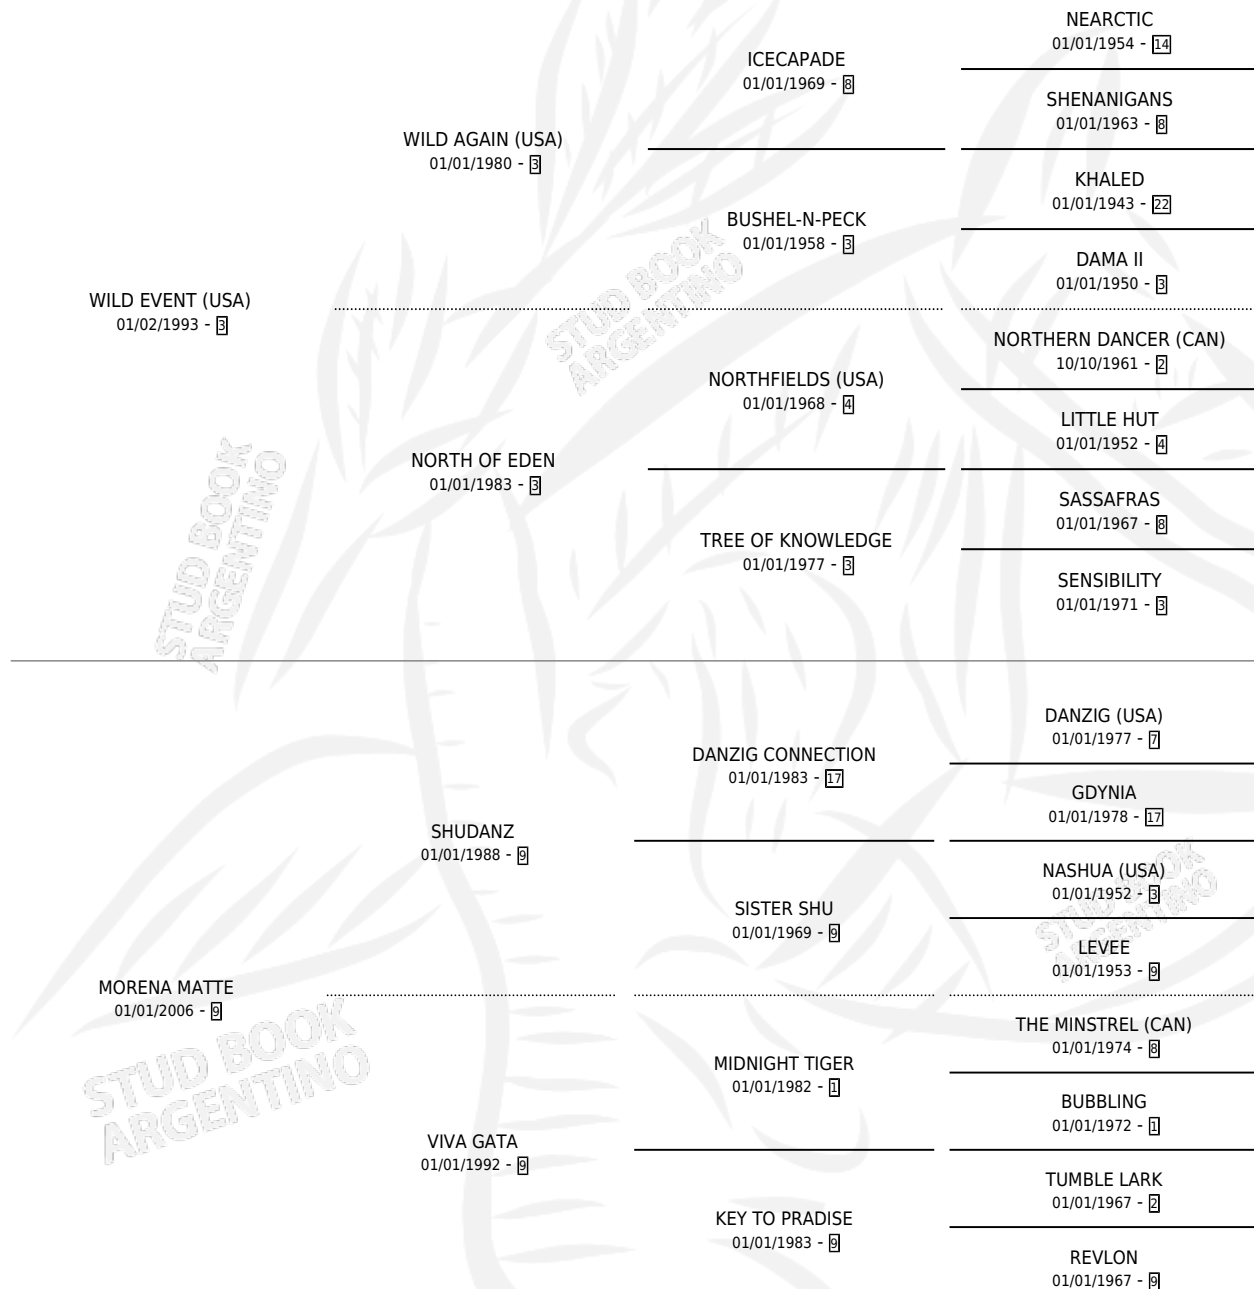 NEARCTIC
01/01/1954 - 14
ICECAPADE
01/01/1969 - 8
SHENANIGANS
01/01/1963 - 8
WILD AGAIN (USA)
01/01/1980 - 3
KHALED
01/01/1943 - 22
BUSHEL-N-PECK
01/01/1958 - 3
DAMA II
01/01/1950 - 3
WILD EVENT (USA)
01/02/1993 - 3
NORTHERN DANCER (CAN)
10/10/1961 - 2
NORTHFIELDS (USA)
01/01/1968 - 4
LITTLE HUT
01/01/1952 - 4
NORTH OF EDEN
01/01/1983 - 3
SASSAFRAS
01/01/1967 - 8
TREE OF KNOWLEDGE
01/01/1977 - 3
SENSIBILITY
01/01/1971 - 3
DANZIG (USA)
01/01/1977 - 7
DANZIG CONNECTION
01/01/1983 - 17
GDYNIA
01/01/1978 - 17
SHUDANZ
01/01/1988 - 9
NASHUA (USA)
01/01/1952 - 3
SISTER SHU
01/01/1969 - 9
LEVEE
01/01/1953 - 9
MORENA MATTE
01/01/2006 - 9
THE MINSTREL (CAN)
01/01/1974 - 8
MIDNIGHT TIGER
01/01/1982 - 1
BUBBLING
01/01/1972 - 1
VIVA GATA
01/01/1992 - 9
TUMBLE LARK
01/01/1967 - 2
KEY TO PRADISE
01/01/1983 - 9
REVLON
01/01/1967 - 9
STUD BOOK
ARGENTINO
STUD BOOK
ARGENTINO
STUD BOOK
ARGENTINO
STUD BOOK
ARGENTINO